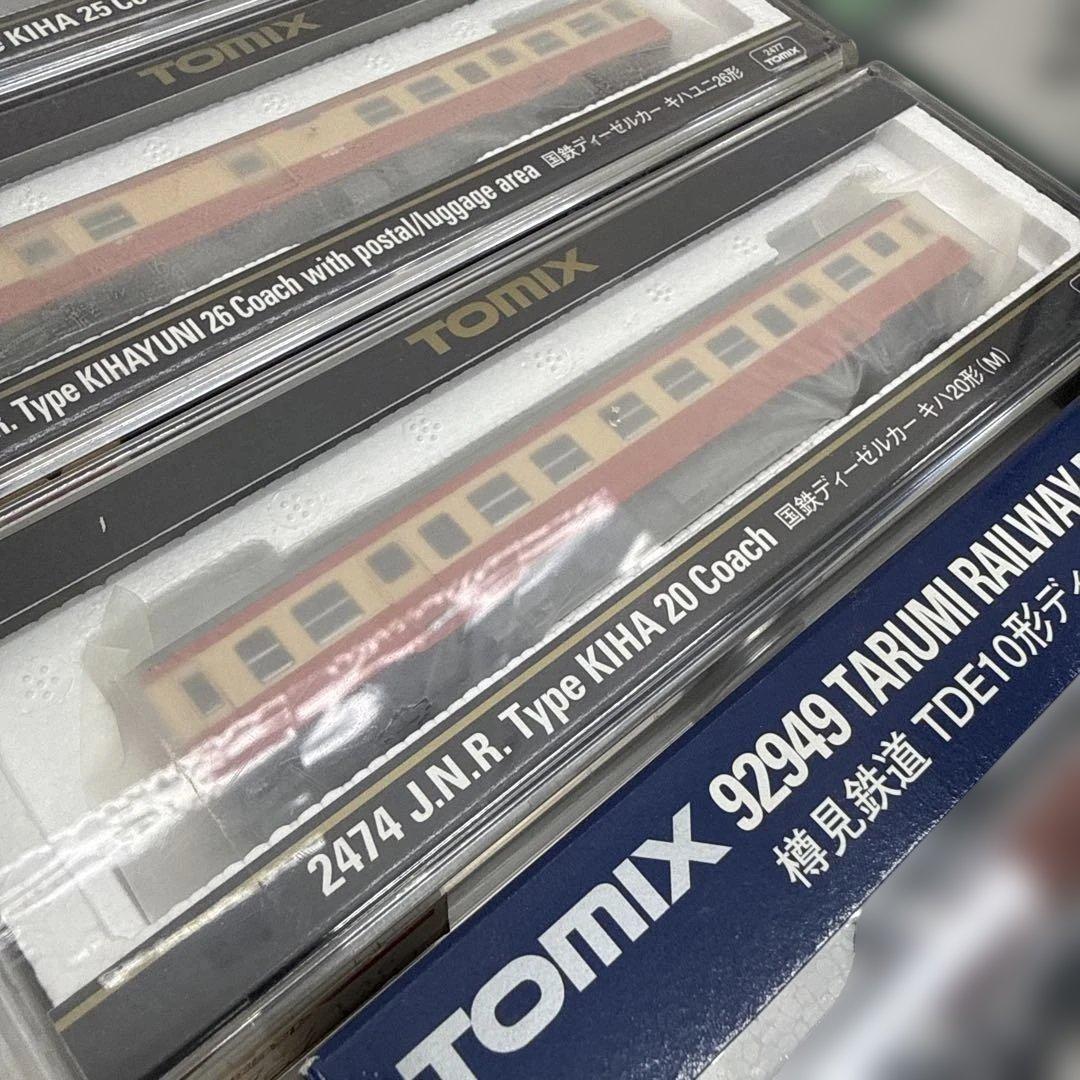 KIHA 25 Co
TOMIX
2477
TOMIX
R. Type KIHAYUNI 26 Coach with postal/luggage area 国鉄ディーゼルカー キハユニ26形
TOMIX
2474 J.N.R. Type KIHA 20 Coach 国鉄ディーゼルカー キハ20形(M)
TOMIX 92949 TARUMI RAILWAY
樽見鉄道 TDE10形ディ